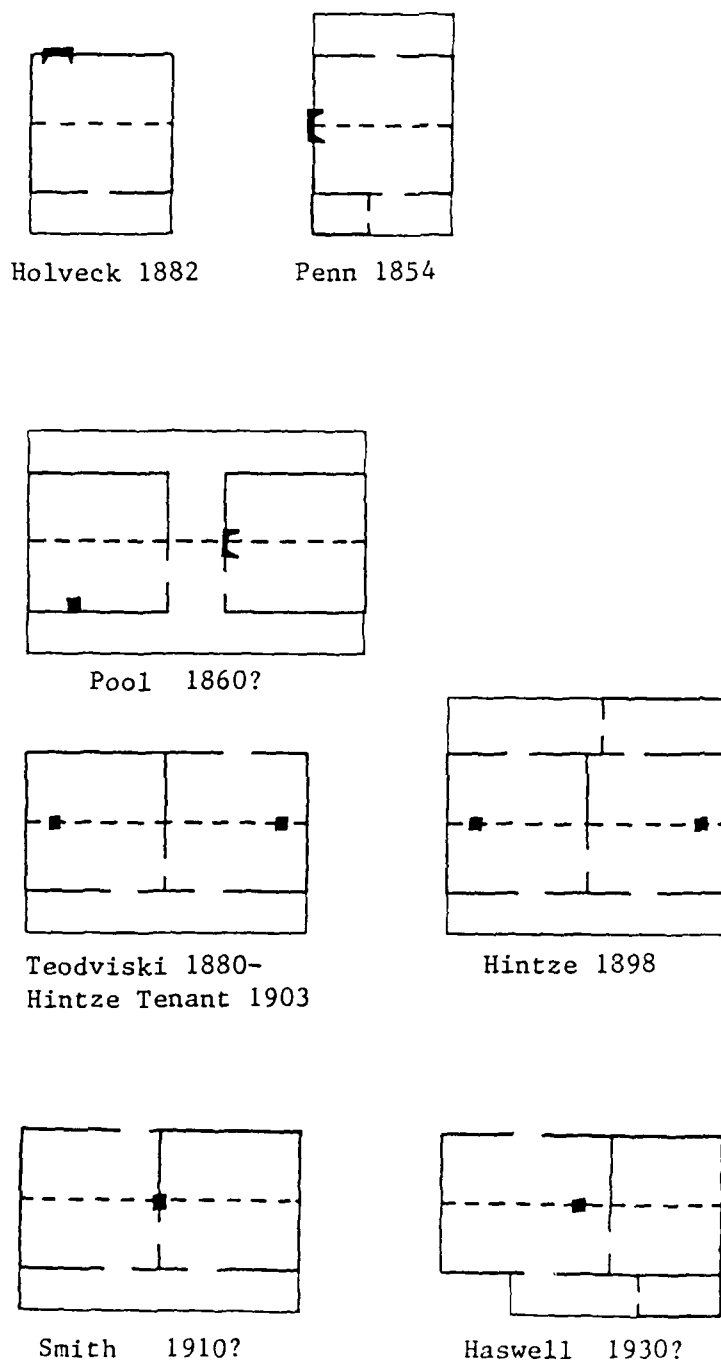 Holveck 1882
Penn 1854
Pool 1860?
Teodviski 1880-
Hintze Tenant 1903
Hintze 1898
Smith 1910?
Haswell 1930?